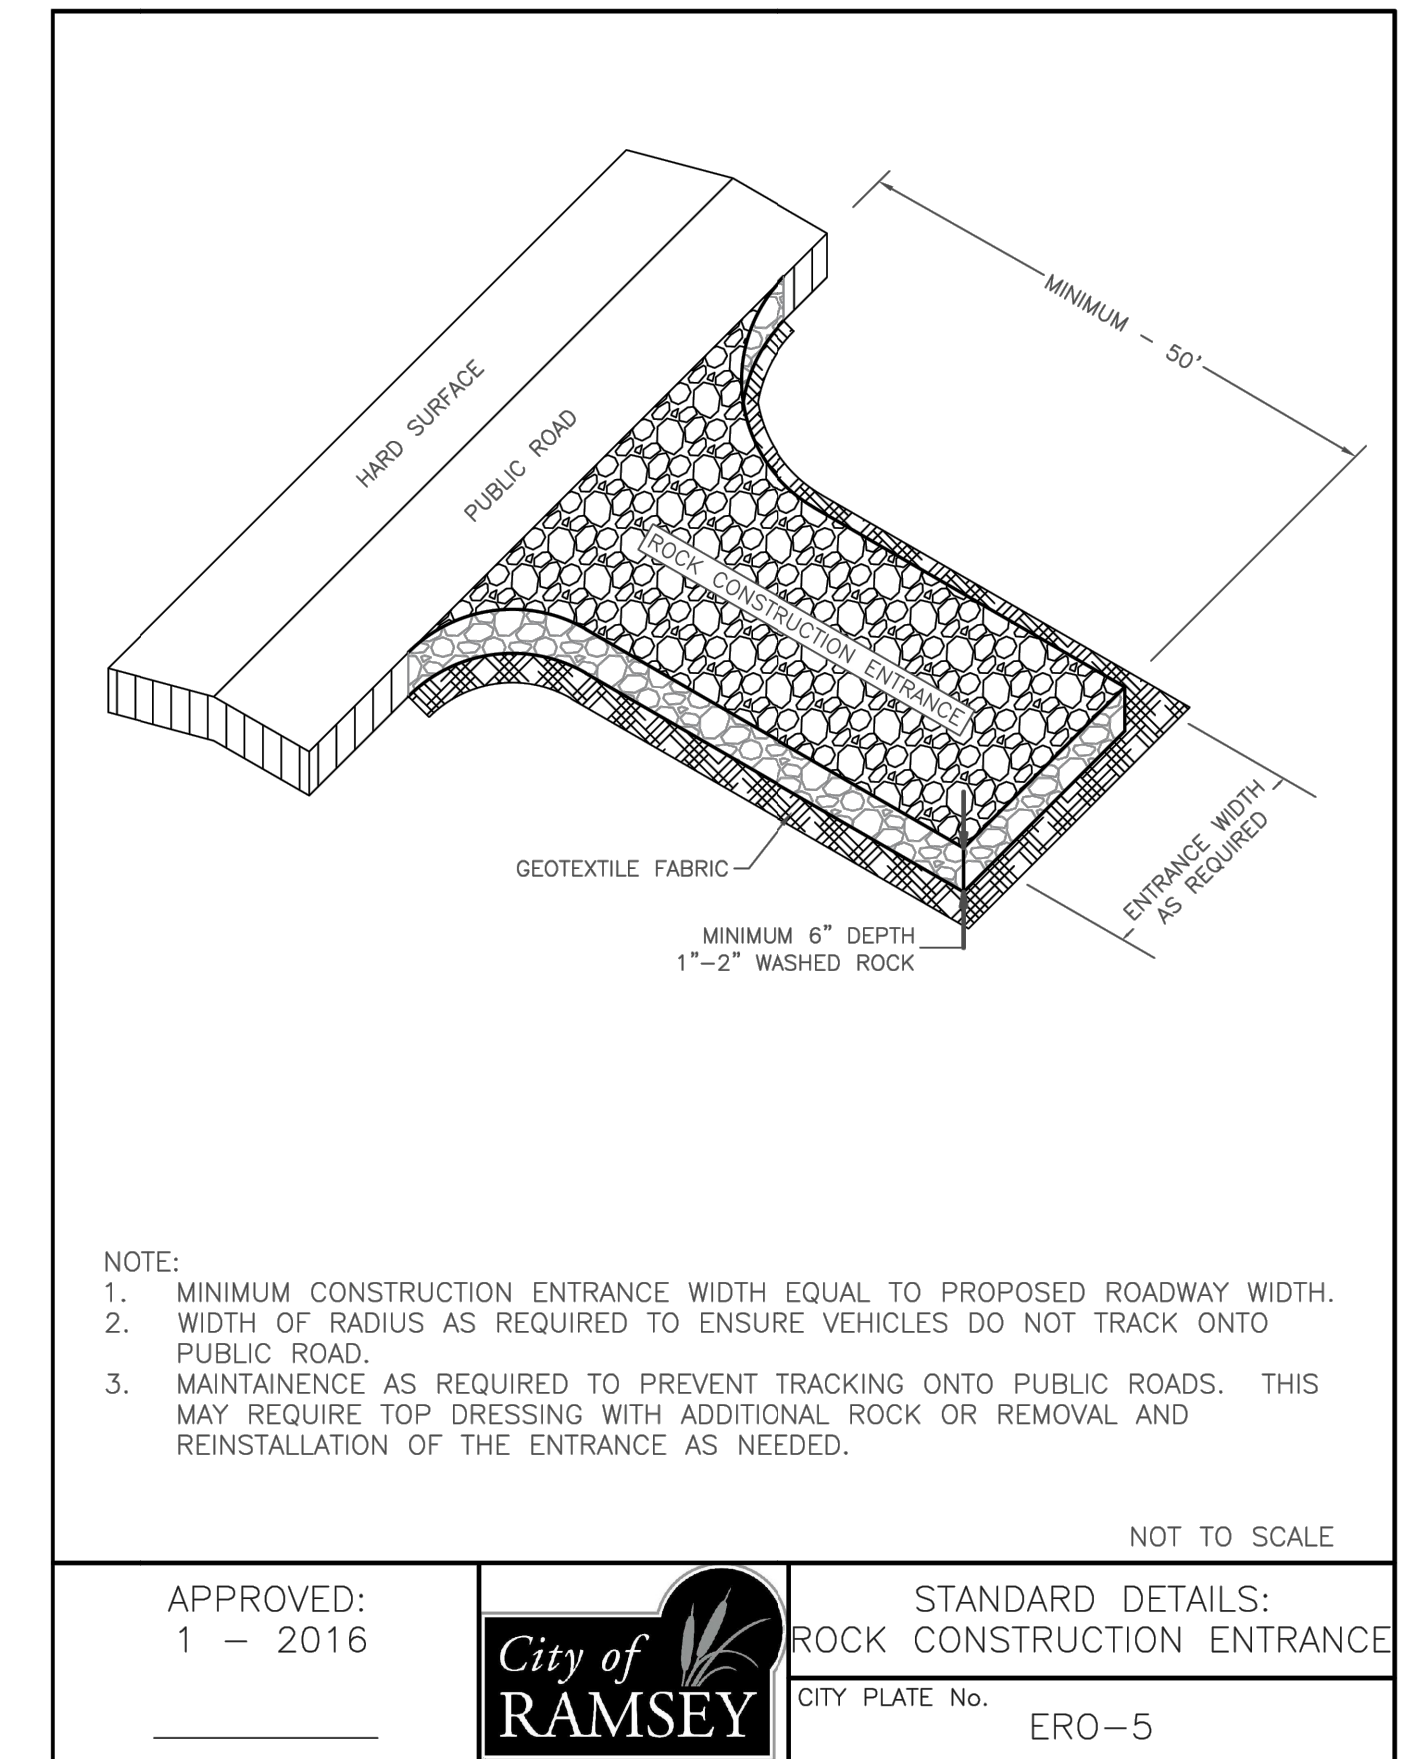 MINIMUM - 50'
HARD SURFACE
PUBLIC ROAD
ROCK CONSTRUCTION ENTRANCE
ENTRANCE WIDTH
AS REQUIRED
GEOTEXTILE FABRIC
MINIMUM 6" DEPTH
1"-2" WASHED ROCK
NOTE:
1. MINIMUM CONSTRUCTION ENTRANCE WIDTH EQUAL TO PROPOSED ROADWAY WIDTH.
2. WIDTH OF RADIUS AS REQUIRED TO ENSURE VEHICLES DO NOT TRACK ONTO
PUBLIC ROAD.
3. MAINTAINENCE AS REQUIRED TO PREVENT TRACKING ONTO PUBLIC ROADS. THIS
MAY REQUIRE TOP DRESSING WITH ADDITIONAL ROCK OR REMOVAL AND
REINSTALLATION OF THE ENTRANCE AS NEEDED.
NOT TO SCALE
APPROVED:
1 - 2016
City of
RAMSEY
STANDARD DETAILS:
ROCK CONSTRUCTION ENTRANCE
CITY PLATE No.
ERO-5